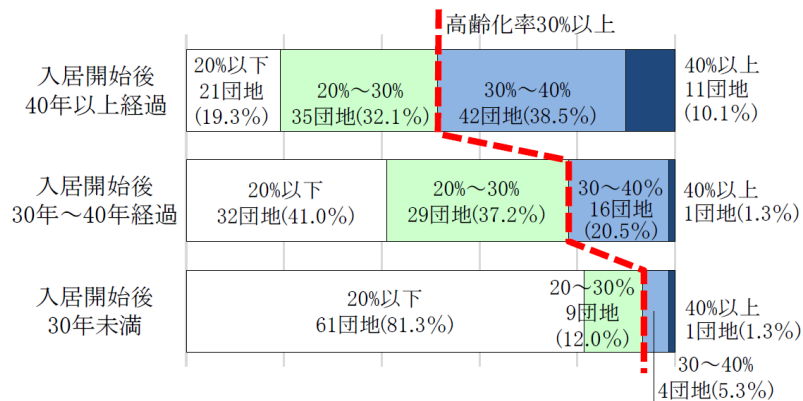 高齢化率30%以上
入居開始後
40年以上経過
20%以下
21団地
(19.3%)
20%～30%
35団地(32.1%)
30%～40%
42団地(38.5%)
40%以上
11団地
(10.1%)
入居開始後
30年～40年経過
20%以下
32団地(41.0%)
20%～30%
29団地(37.2%)
30～40%
16団地
(20.5%)
40%以上
1団地(1.3%)
入居開始後
30年未満
20%以下
61団地(81.3%)
20～30%
9団地
(12.0%)
40%以上
1団地(1.3%)
30～40%
4団地(5.3%)